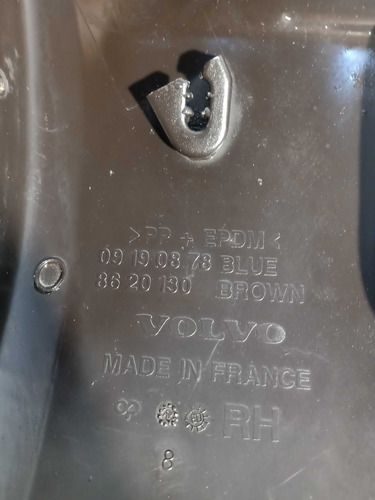 >PP + EPDM<
09 19 08 78 BLUE
86 20 130 BROWN
VOLVO
MADE IN FRANCE
RH
8